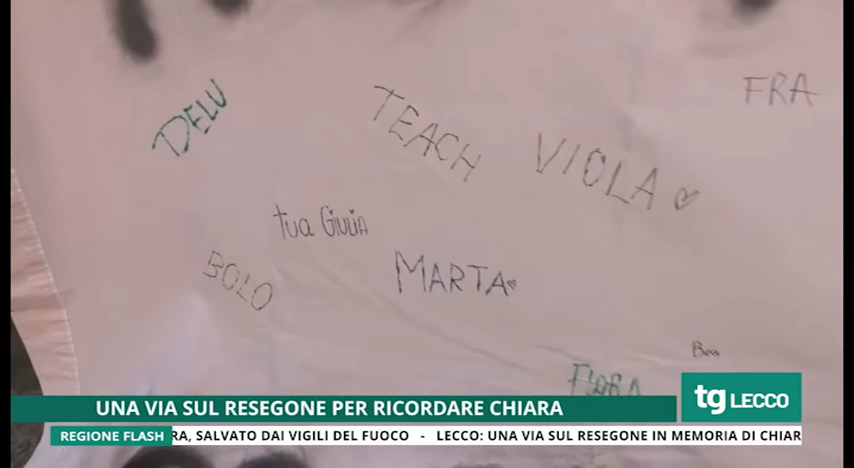 DELU
TEACH
FRA
VIOLA
tua Giulia
BOLO
MARTA
Bea
FLORA
UNA VIA SUL RESEGONE PER RICORDARE CHIARA
tg LECCO
REGIONE FLASH
RA, SALVATO DAI VIGILI DEL FUOCO - LECCO: UNA VIA SUL RESEGONE IN MEMORIA DI CHIAR